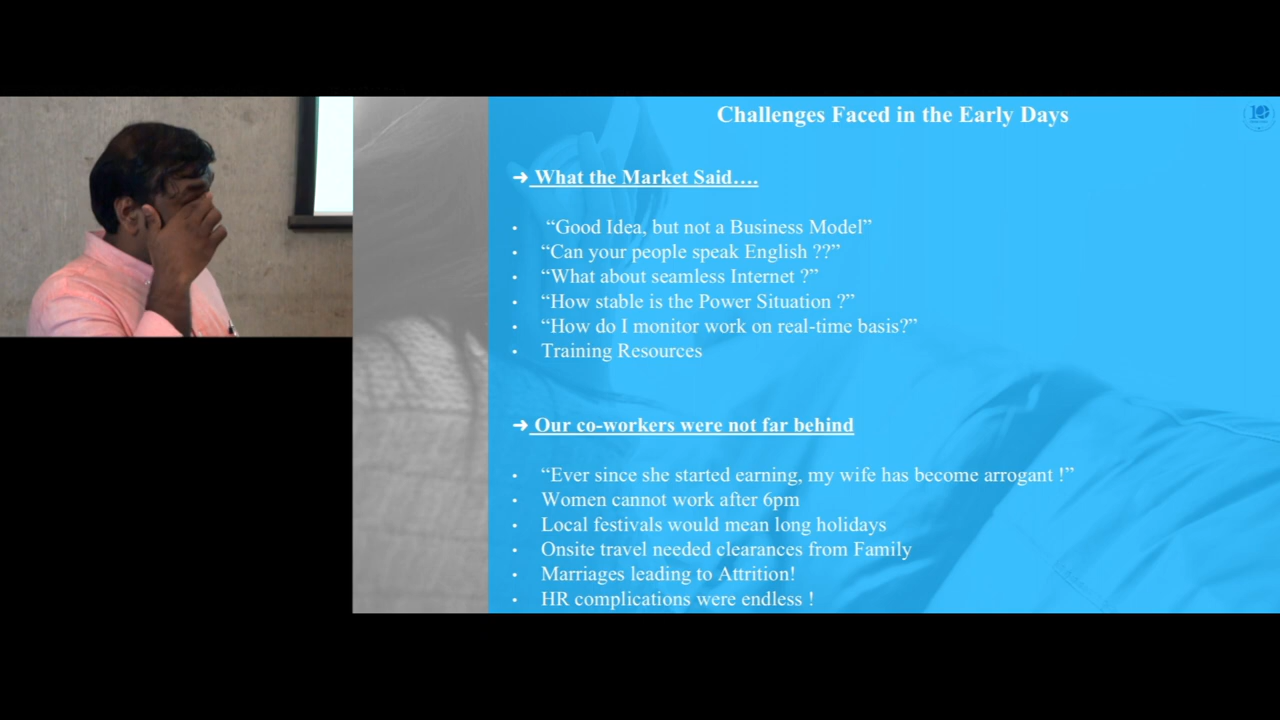 Challenges Faced in the Early Days
➜ What the Market Said….
• “Good Idea, but not a Business Model”
• “Can your people speak English ??”
• “What about seamless Internet ?”
• “How stable is the Power Situation ?”
• “How do I monitor work on real-time basis?”
• Training Resources
➜ Our co-workers were not far behind
• “Ever since she started earning, my wife has become arrogant !”
• Women cannot work after 6pm
• Local festivals would mean long holidays
• Onsite travel needed clearances from Family
• Marriages leading to Attrition!
• HR complications were endless !
10